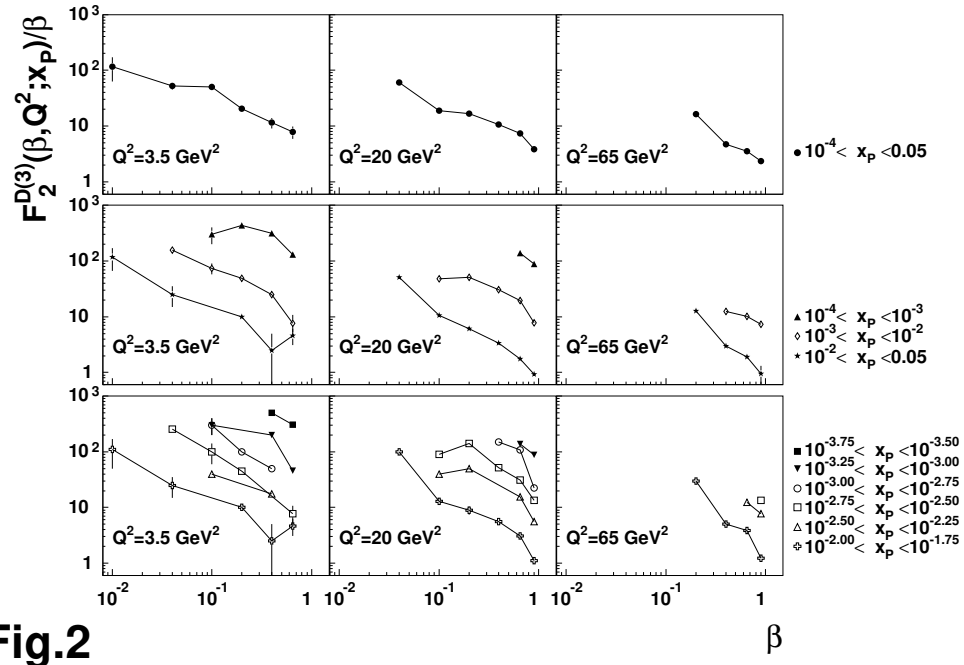 F₂^D(3)(β,Q²;x_P)/β
10³
10²
10
1
Q²=3.5 GeV²
Q²=20 GeV²
Q²=65 GeV²
10⁻⁴< x_P <0.05
10³
10²
10
1
Q²=3.5 GeV²
Q²=20 GeV²
Q²=65 GeV²
10⁻⁴< x_P <10⁻³
10⁻³< x_P <10⁻²
10⁻²< x_P <0.05
10³
10²
10
1
Q²=3.5 GeV²
Q²=20 GeV²
Q²=65 GeV²
10^-3.75< x_P <10^-3.50
10^-3.25< x_P <10^-3.00
10^-3.00< x_P <10^-2.75
10^-2.75< x_P <10^-2.50
10^-2.50< x_P <10^-2.25
10^-2.00< x_P <10^-1.75
10⁻² 10⁻¹ 1 10⁻² 10⁻¹ 1 10⁻² 10⁻¹ 1
β
Fig.2